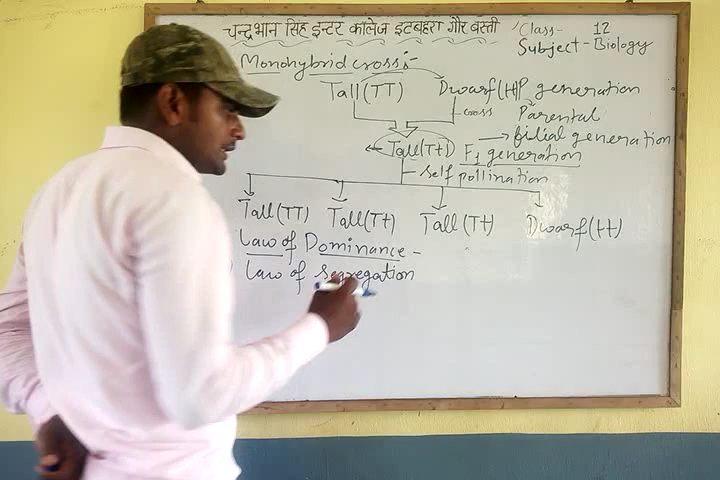 चन्द्रभान सिंह इन्टर कालेज इटबहरा गौर बस्ती
Class- 12
Subject - Biology
Monohybrid cross:-
Tall (TT) Dwarf (tt) P generation
cross Parental
Tall (Tt) → filial generation
F1 generation
Self pollination
Tall (TT) Tall (Tt) Tall (Tt) Dwarf (tt)
Law of Dominance -
Law of Segregation